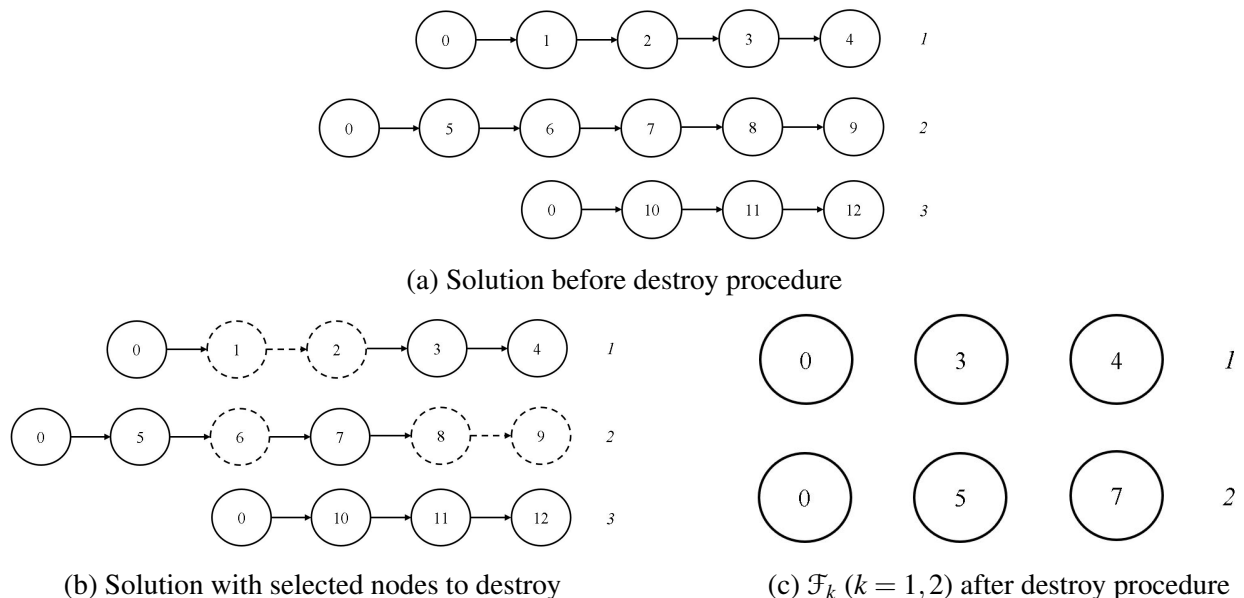 0 1 2 3 4 1
0 5 6 7 8 9 2
0 10 11 12 3
(a) Solution before destroy procedure
0 1 2 3 4 1
0 5 6 7 8 9 2
0 10 11 12 3
(b) Solution with selected nodes to destroy
0 3 4 1
0 5 7 2
(c) ℱₖ (k = 1,2) after destroy procedure